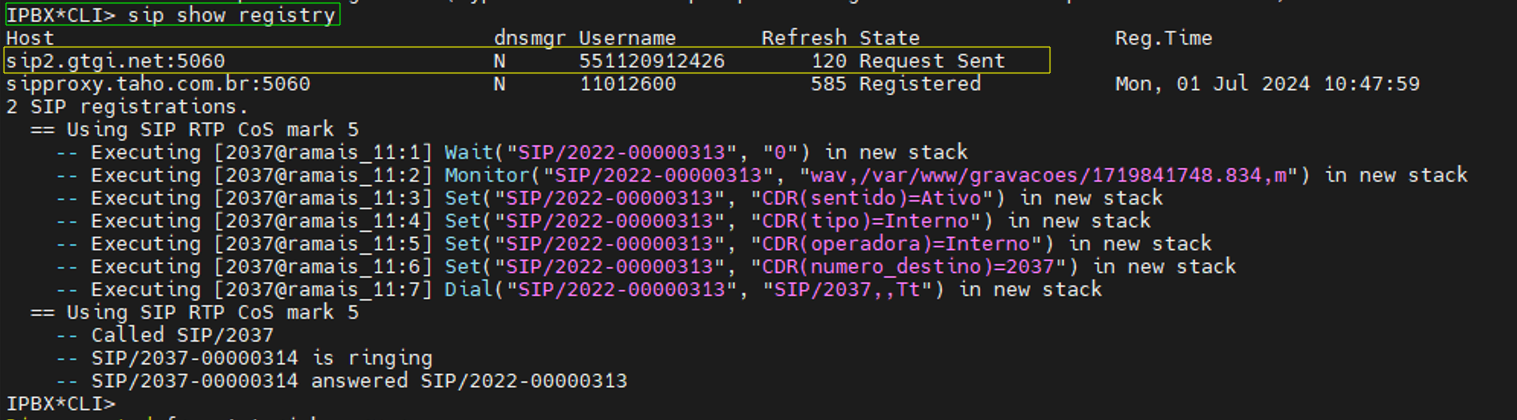 IPBX*CLI> sip show registry
Host dnsmgr Username Refresh State Reg.Time
sip2.gtgi.net:5060 N 551120912426 120 Request Sent
sipproxy.taho.com.br:5060 N 11012600 585 Registered Mon, 01 Jul 2024 10:47:59
2 SIP registrations.
== Using SIP RTP CoS mark 5
-- Executing [2037@ramais_11:1] Wait("SIP/2022-00000313", "0") in new stack
-- Executing [2037@ramais_11:2] Monitor("SIP/2022-00000313", "wav,/var/www/gravacoes/1719841748.834,m") in new stack
-- Executing [2037@ramais_11:3] Set("SIP/2022-00000313", "CDR(sentido)=Ativo") in new stack
-- Executing [2037@ramais_11:4] Set("SIP/2022-00000313", "CDR(tipo)=Interno") in new stack
-- Executing [2037@ramais_11:5] Set("SIP/2022-00000313", "CDR(operadora)=Interno") in new stack
-- Executing [2037@ramais_11:6] Set("SIP/2022-00000313", "CDR(numero_destino)=2037") in new stack
-- Executing [2037@ramais_11:7] Dial("SIP/2022-00000313", "SIP/2037,,Tt") in new stack
== Using SIP RTP CoS mark 5
-- Called SIP/2037
-- SIP/2037-00000314 is ringing
-- SIP/2037-00000314 answered SIP/2022-00000313
IPBX*CLI>